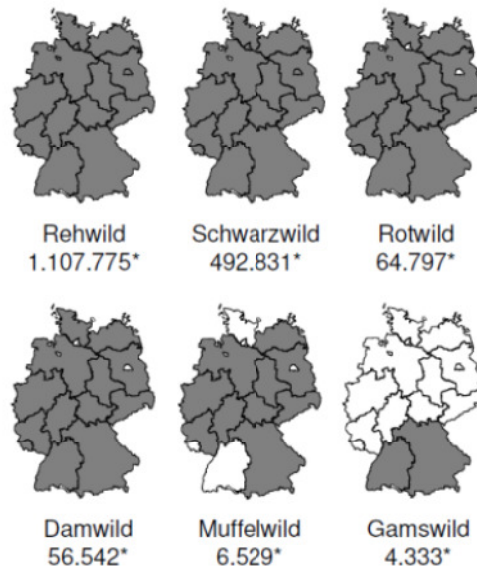 Rehwild Schwarzwild Rotwild
1.107.775* 492.831* 64.797*
Damwild Muffelwild Gamswild
56.542* 6.529* 4.333*